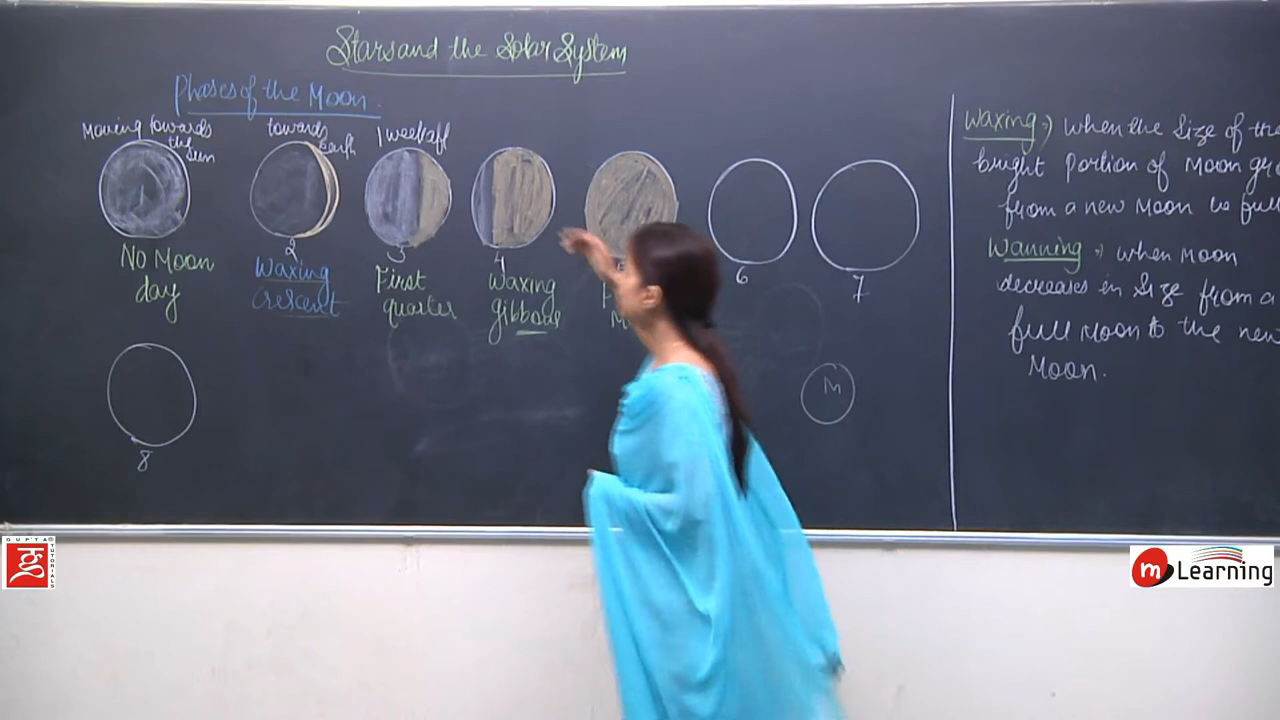 Stars and the Solar System
Phases of the Moon.
Moving towards
the
Sun
towards
Earth
1 week aft
2
3
4
6
7
No Moon
day
Waxing
Crescent
First
quarter
Waxing
gibbous
8
M
Waxing :) When the Size of the
bright Portion of Moon
from a new Moon to full
Wanning :) When Moon
decreases in Size from a
full Moon to the new
Moon.
GUPTA
TUTORIALS
m Learning